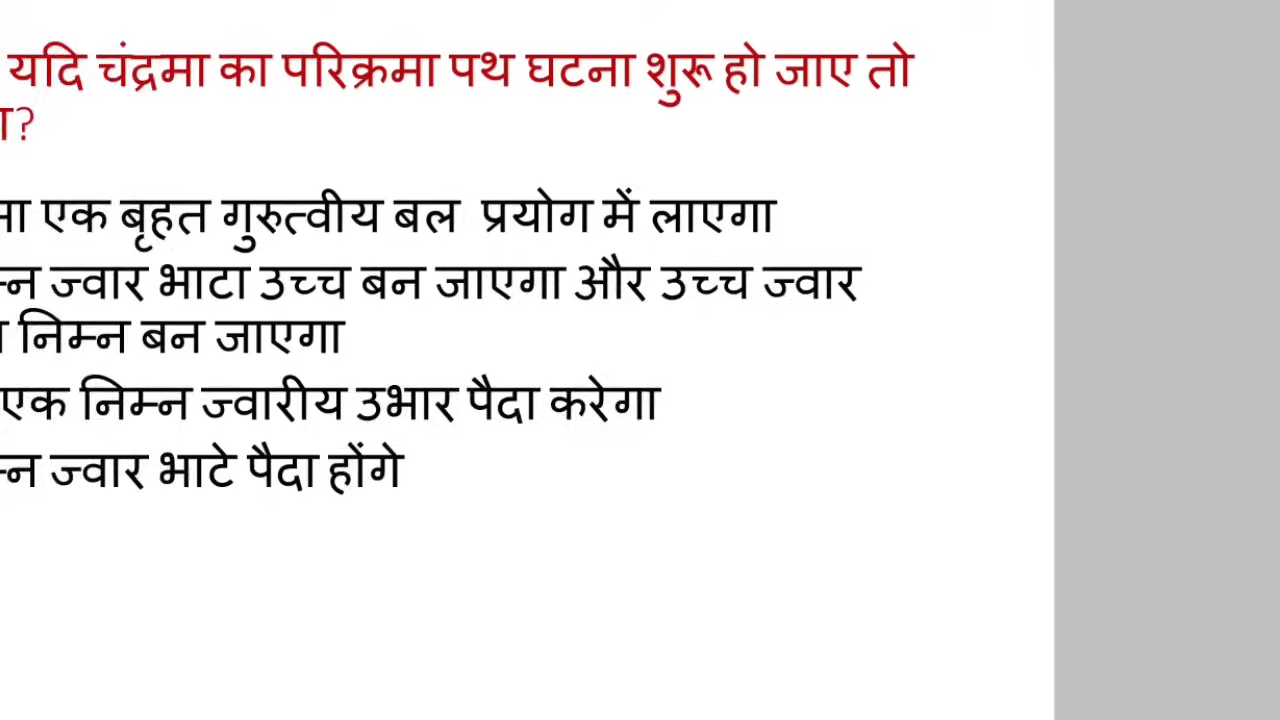 यदि चंद्रमा का परिक्रमा पथ घटना शुरू हो जाए तो
?
एक बृहत गुरुत्वीय बल प्रयोग में लाएगा
ज्वार भाटा उच्च बन जाएगा और उच्च ज्वार
निम्न बन जाएगा
एक निम्न ज्वारीय उभार पैदा करेगा
ज्वार भाटे पैदा होंगे